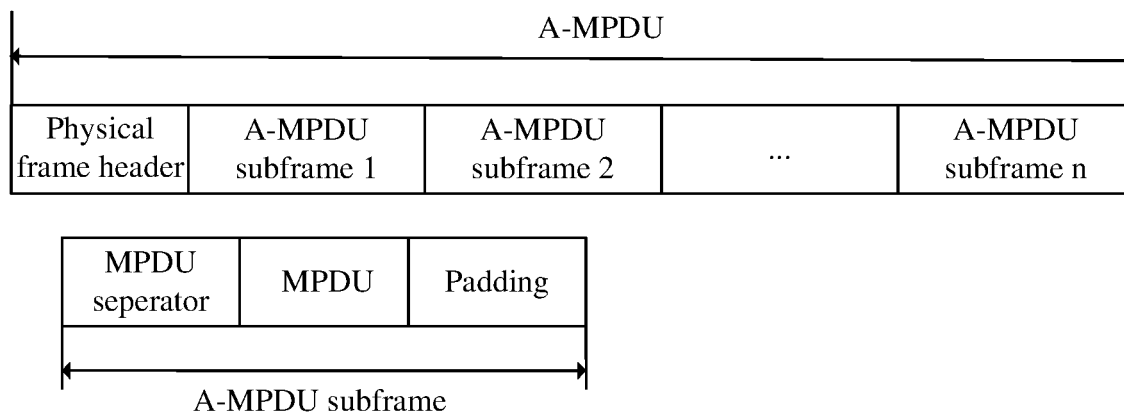 A-MPDU
Physical
frame header
A-MPDU
subframe 1
A-MPDU
subframe 2
...
A-MPDU
subframe n
MPDU
seperator
MPDU
Padding
A-MPDU subframe